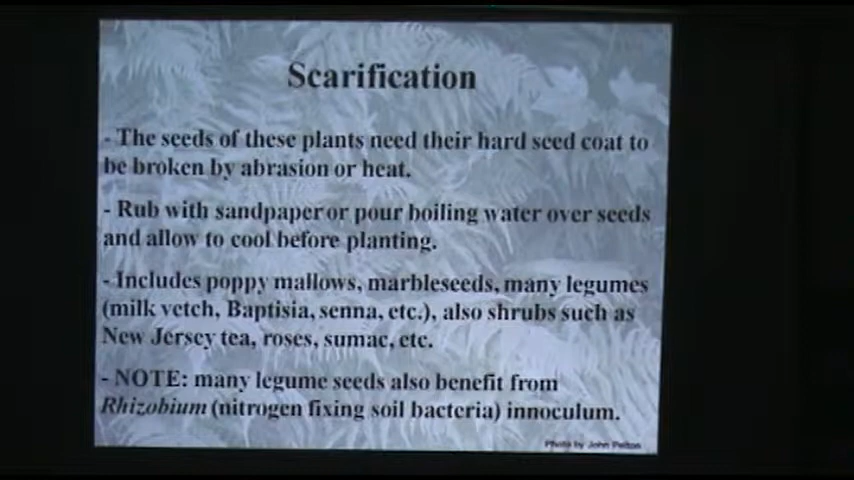 Scarification
- The seeds of these plants need their hard seed coat to
be broken by abrasion or heat.
- Rub with sandpaper or pour boiling water over seeds
and allow to cool before planting.
- Includes poppy mallows, marbleseeds, many legumes
(milk vetch, Baptisia, senna, etc.), also shrubs such as
New Jersey tea, roses, sumac, etc.
- NOTE: many legume seeds also benefit from
Rhizobium (nitrogen fixing soil bacteria) innoculum.
Photo by John Pelton